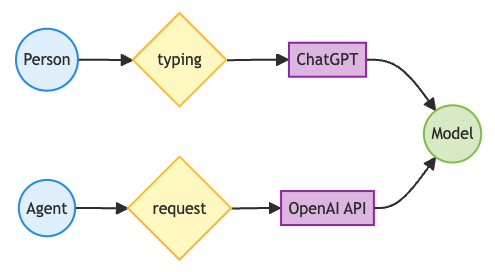 Person
typing
ChatGPT
Model
Agent
request
OpenAI API